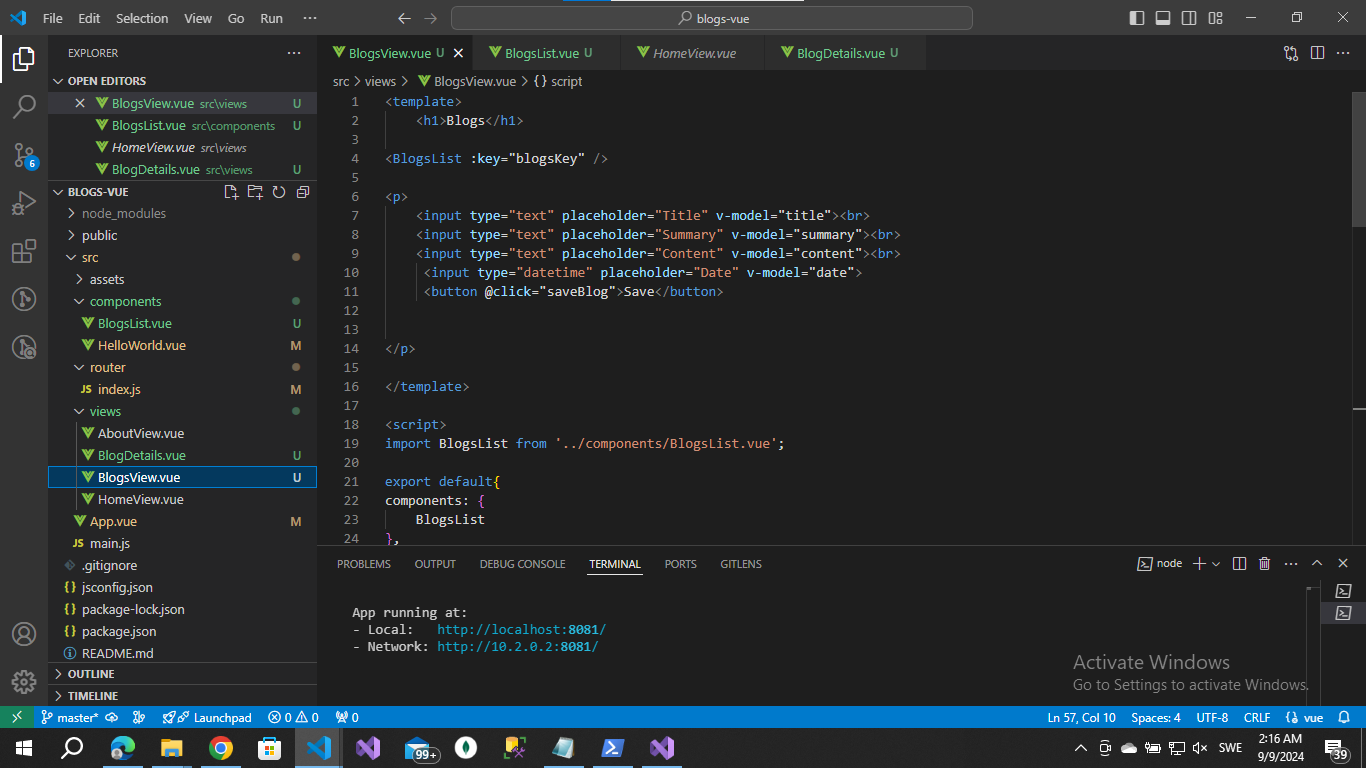 File Edit Selection View Go Run ··· blogs-vue
EXPLORER ···
OPEN EDITORS
BlogsView.vue src\views U
BlogsList.vue src\components U
HomeView.vue src\views
BlogDetails.vue src\views U
BLOGS-VUE
node_modules
public
src
assets
components
BlogsList.vue U
HelloWorld.vue M
router
JS index.js M
views
AboutView.vue
BlogDetails.vue U
BlogsView.vue U
HomeView.vue
App.vue M
JS main.js
.gitignore
{} jsconfig.json
{} package-lock.json
{} package.json
README.md
OUTLINE
TIMELINE
6
BlogsView.vue U BlogsList.vue U HomeView.vue BlogDetails.vue U
src > views > BlogsView.vue > {} script
1 <template>
2 <h1>Blogs</h1>
3
4 <BlogsList :key="blogsKey" />
5
6 <p>
7 <input type="text" placeholder="Title" v-model="title"><br>
8 <input type="text" placeholder="Summary" v-model="summary"><br>
9 <input type="text" placeholder="Content" v-model="content"><br>
10 <input type="datetime" placeholder="Date" v-model="date">
11 <button @click="saveBlog">Save</button>
12
13
14 </p>
15
16 </template>
17
18 <script>
19 import BlogsList from '../components/BlogsList.vue';
20
21 export default{
22 components: {
23 BlogsList
24 },
PROBLEMS OUTPUT DEBUG CONSOLE TERMINAL PORTS GITLENS node
App running at:
- Local: http://localhost:8081/
- Network: http://10.2.0.2:8081/
Activate Windows
Go to Settings to activate Windows.
master* Launchpad 0 0 0 Ln 57, Col 10 Spaces: 4 UTF-8 CRLF vue
99+ SWE 2:16 AM
9/9/2024 39